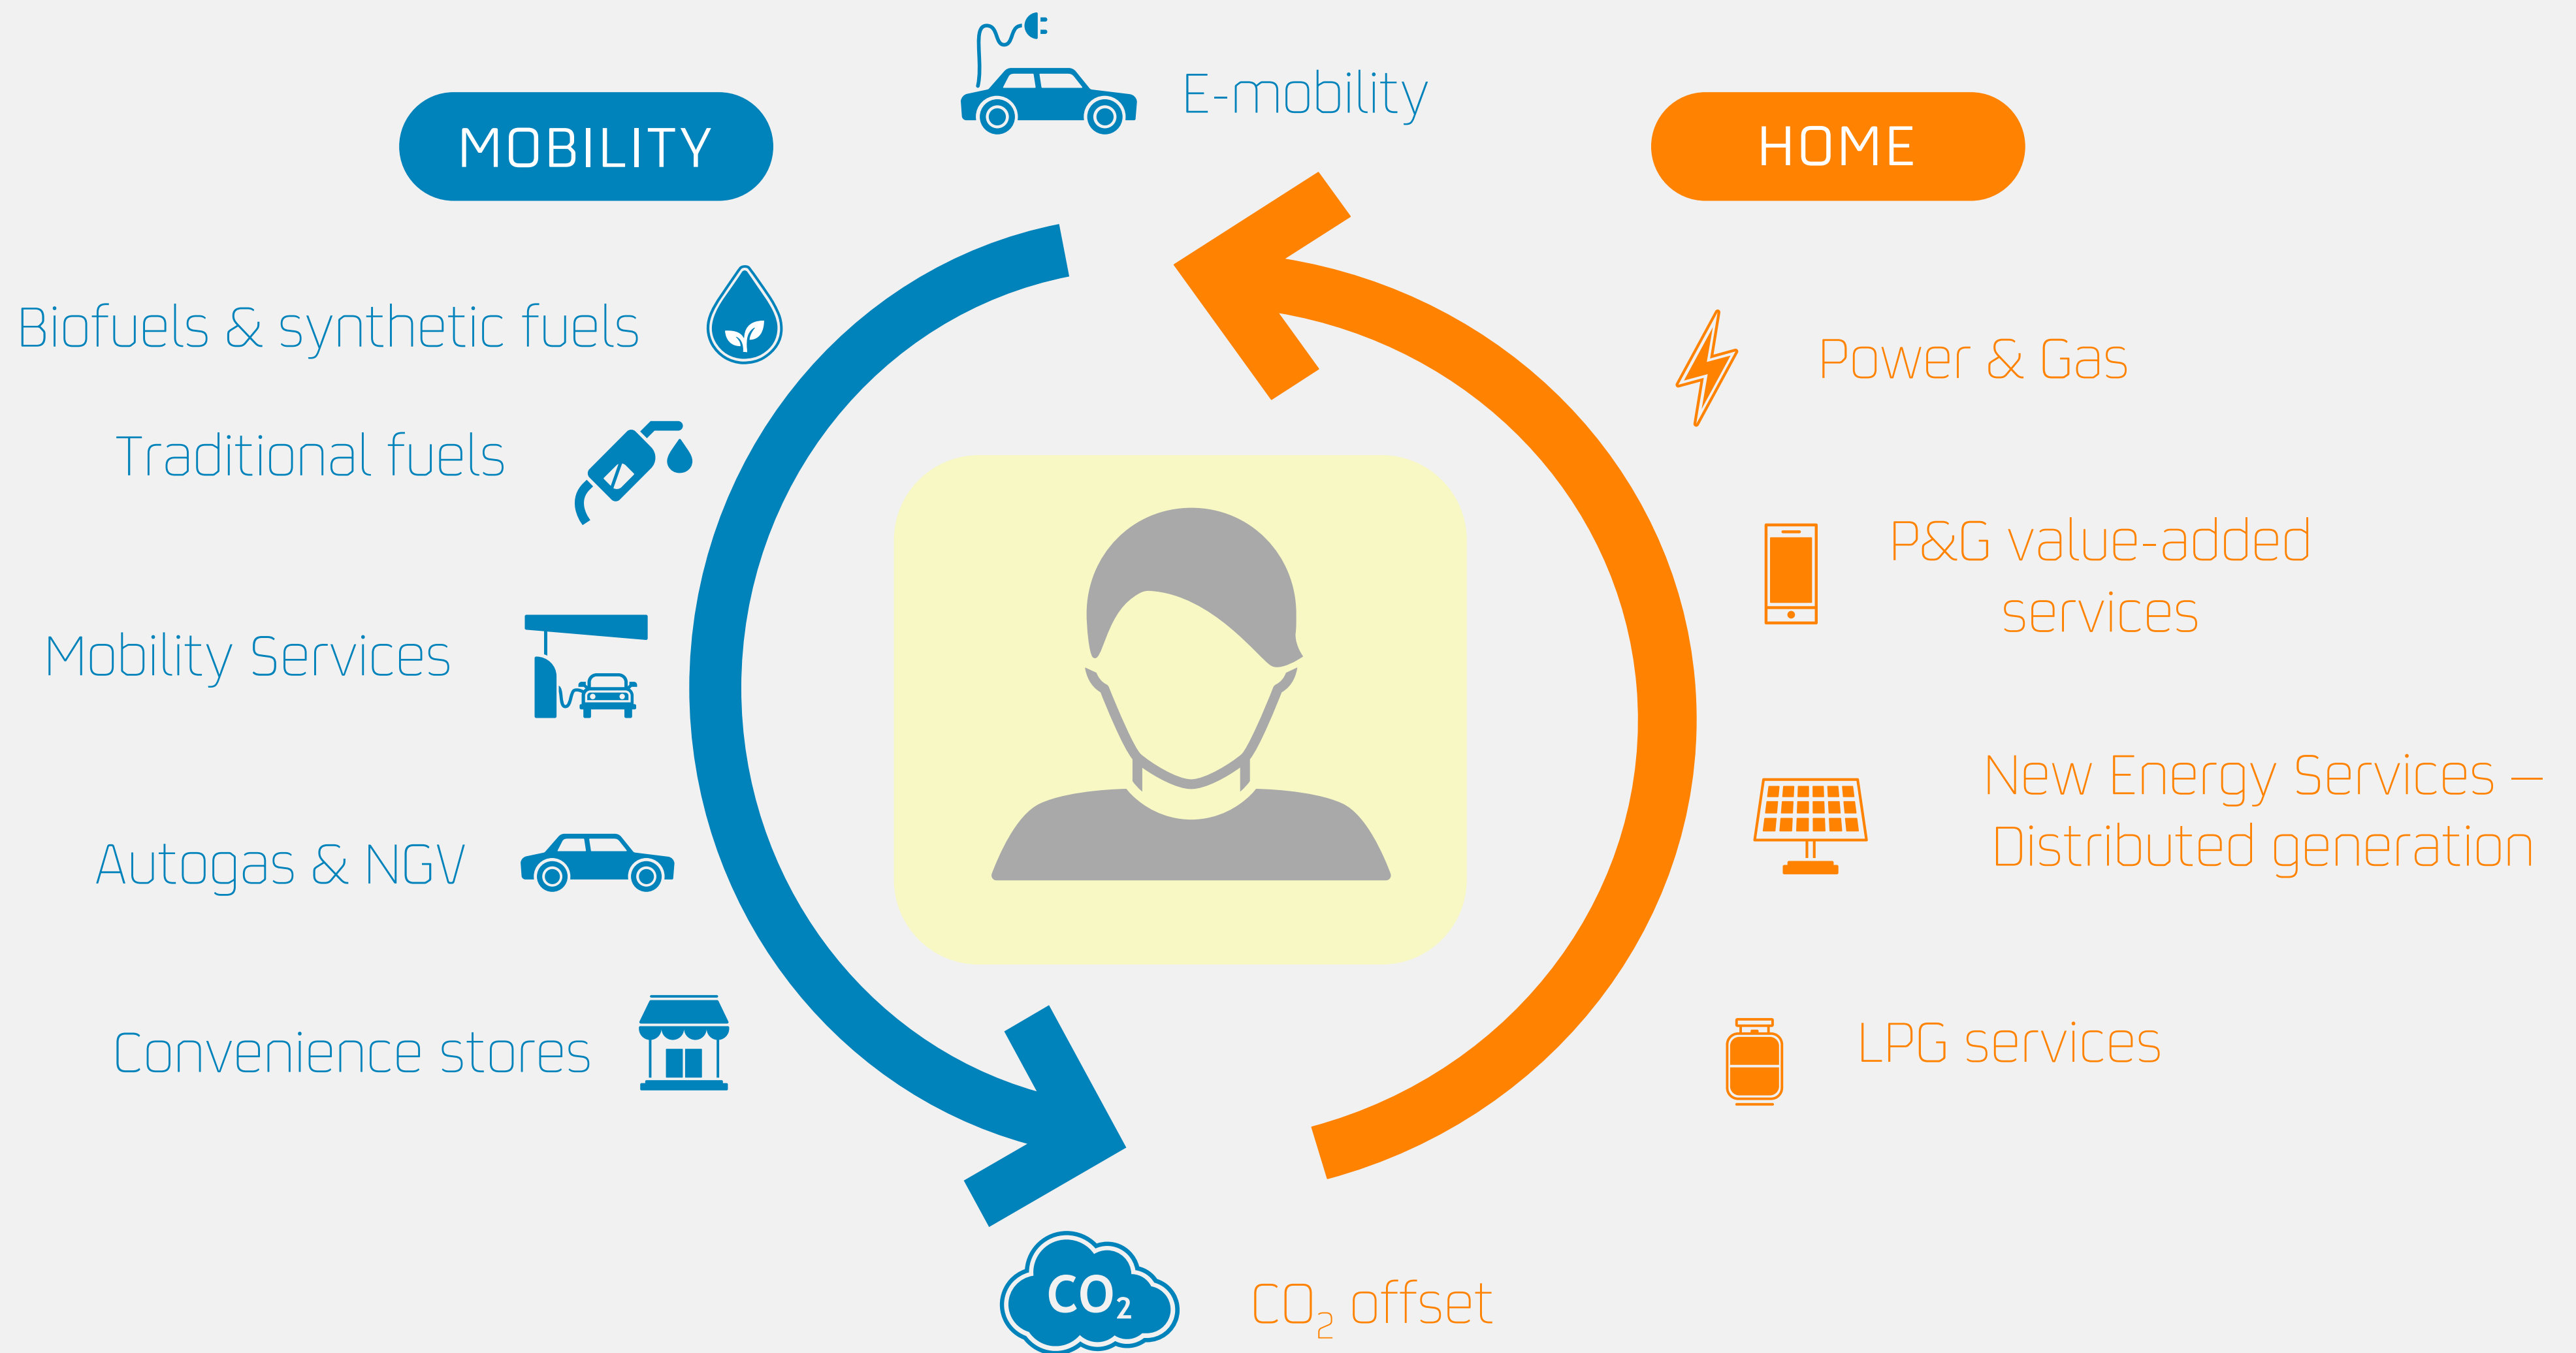 E-mobility
MOBILITY
HOME
Biofuels & synthetic fuels
Traditional fuels
Mobility Services
Autogas & NGV
Convenience stores
Power & Gas
P&G value-added
services
New Energy Services –
Distributed generation
LPG services
CO₂
CO₂ offset